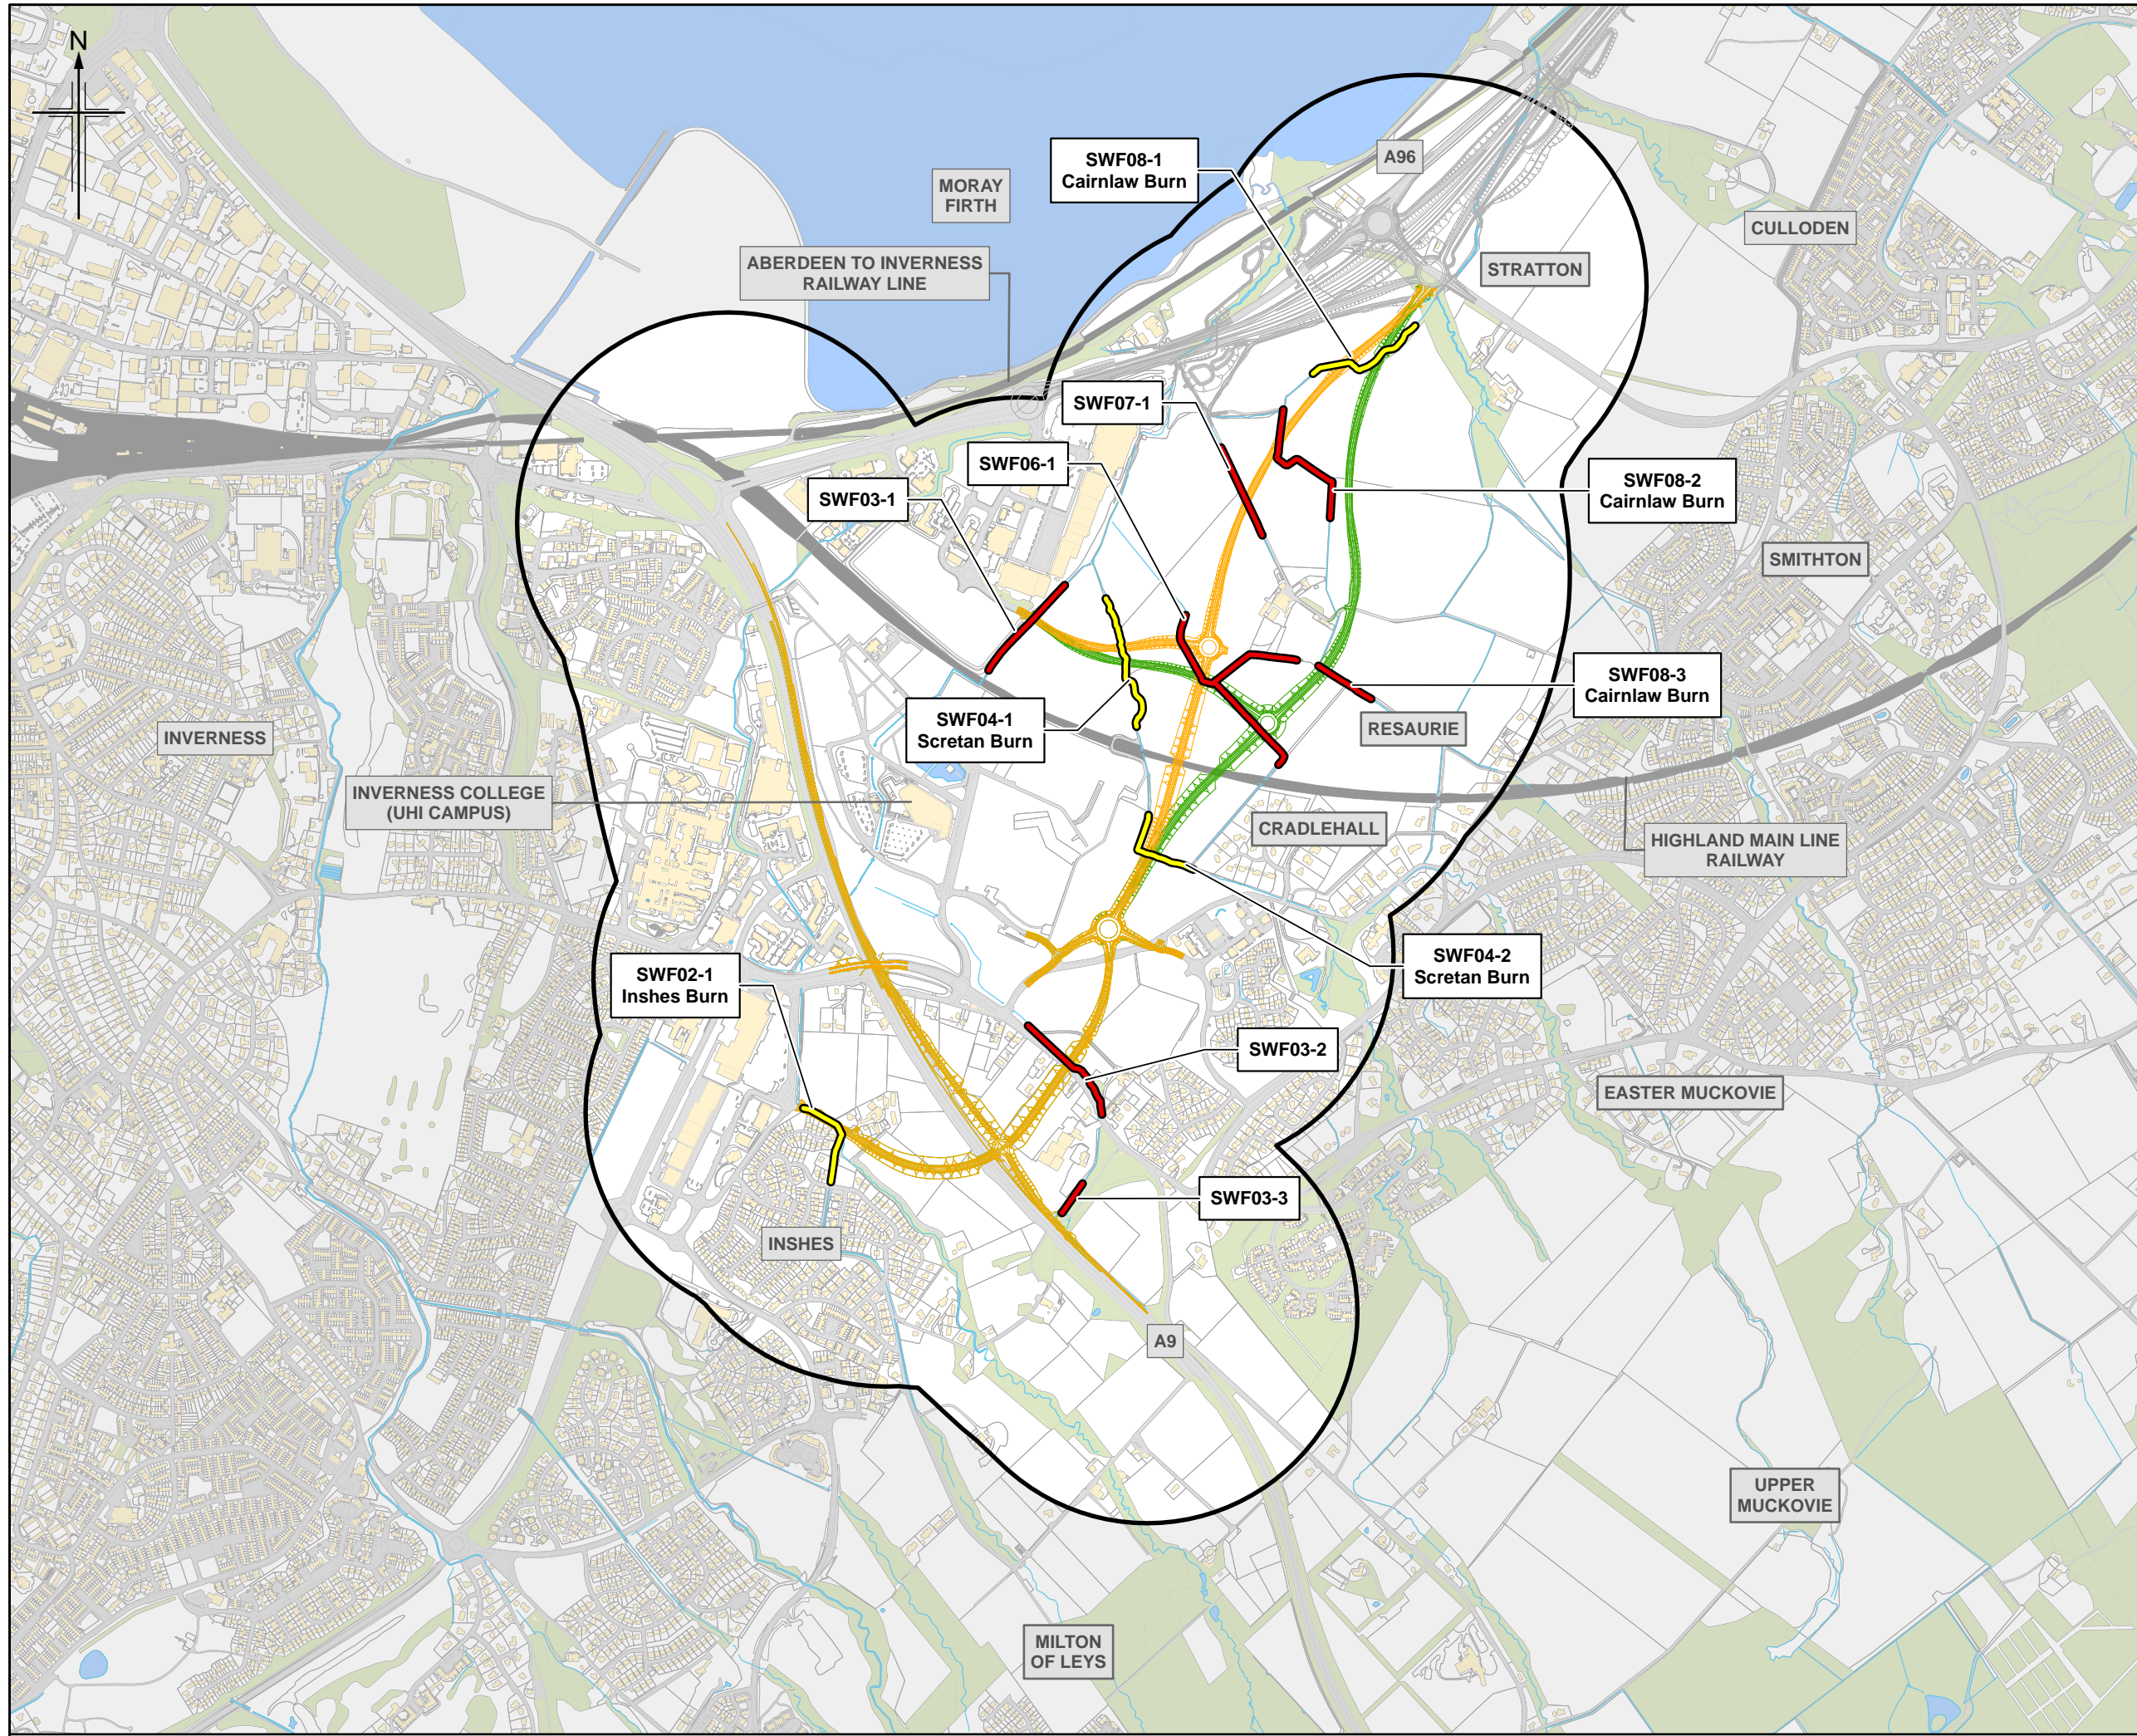 N
SWF08-1
Cairnlaw Burn
A96
MORAY
FIRTH
CULLODEN
ABERDEEN TO INVERNESS
RAILWAY LINE
STRATTON
SWF07-1
SWF06-1
SWF03-1
SWF08-2
Cairnlaw Burn
SMITHTON
SWF08-3
Cairnlaw Burn
SWF04-1
Scretan Burn
RESAURIE
INVERNESS
INVERNESS COLLEGE
(UHI CAMPUS)
CRADLEHALL
HIGHLAND MAIN LINE
RAILWAY
SWF04-2
Scretan Burn
SWF02-1
Inshes Burn
SWF03-2
EASTER MUCKOVIE
SWF03-3
INSHES
A9
UPPER
MUCKOVIE
MILTON
OF LEYS